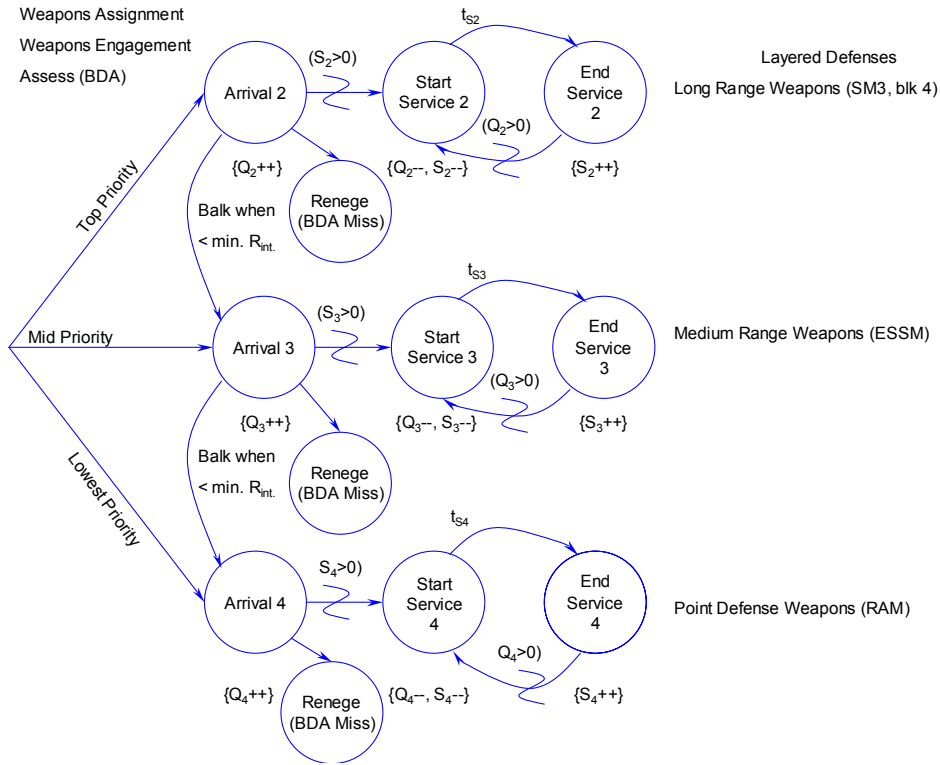 Weapons Assignment
Weapons Engagement
Assess (BDA)
Layered Defenses
Long Range Weapons (SM3, blk 4)
Top Priority
Arrival 2
(S₂>0)
Start
Service 2
t_S2
End
Service
2
(Q₂>0)
{Q₂++}
{Q₂--, S₂--}
{S₂++}
Renege
(BDA Miss)
Balk when
< min. R_int.
Mid Priority
Arrival 3
(S₃>0)
Start
Service 3
t_S3
End
Service
3
(Q₃>0)
Medium Range Weapons (ESSM)
{Q₃++}
{Q₃--, S₃--}
{S₃++}
Renege
(BDA Miss)
Balk when
< min. R_int.
Lowest Priority
Arrival 4
S₄>0)
Start
Service
4
t_S4
End
Service
4
Q₄>0)
Point Defense Weapons (RAM)
{Q₄++}
{Q₄--, S₄--}
{S₄++}
Renege
(BDA Miss)